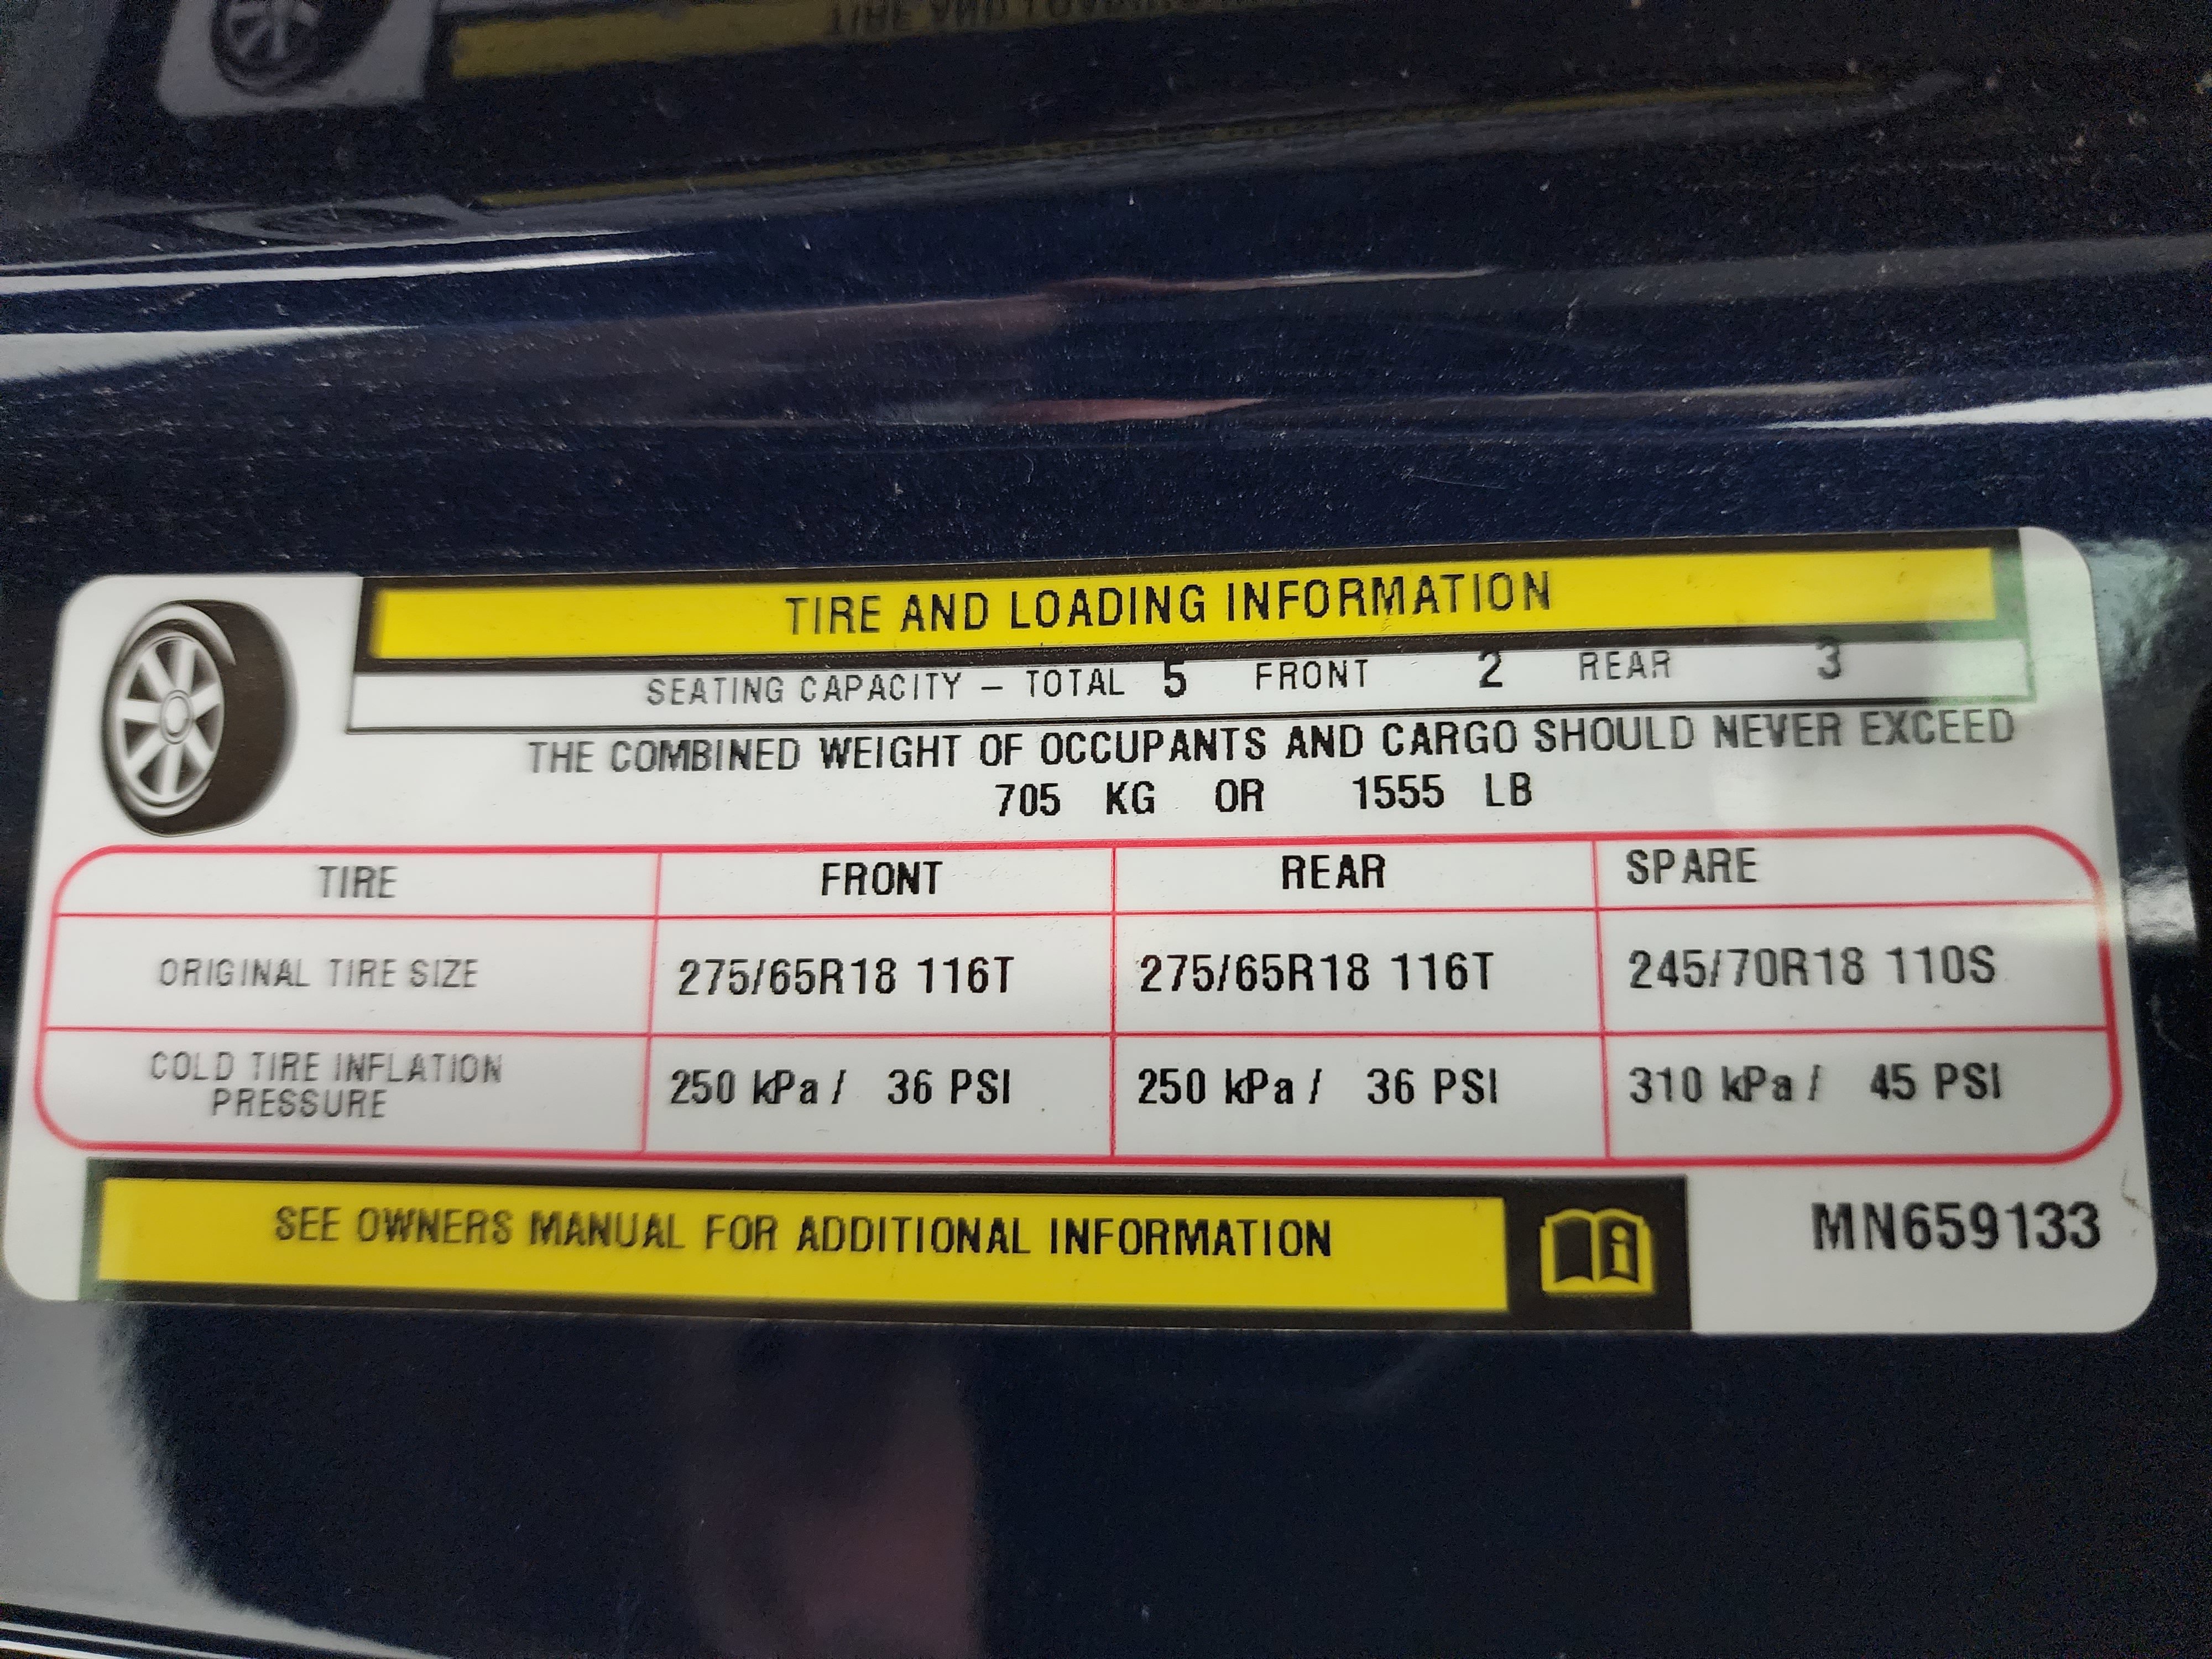 TIRE AND LOADING INFORMATION
SEATING CAPACITY – TOTAL 5 FRONT 2 REAR 3
THE COMBINED WEIGHT OF OCCUPANTS AND CARGO SHOULD NEVER EXCEED
705 KG OR 1555 LB
TIRE FRONT REAR SPARE
ORIGINAL TIRE SIZE 275/65R18 116T 275/65R18 116T 245/70R18 110S
COLD TIRE INFLATION PRESSURE 250 kPa / 36 PSI 250 kPa / 36 PSI 310 kPa / 45 PSI
SEE OWNERS MANUAL FOR ADDITIONAL INFORMATION
MN659133